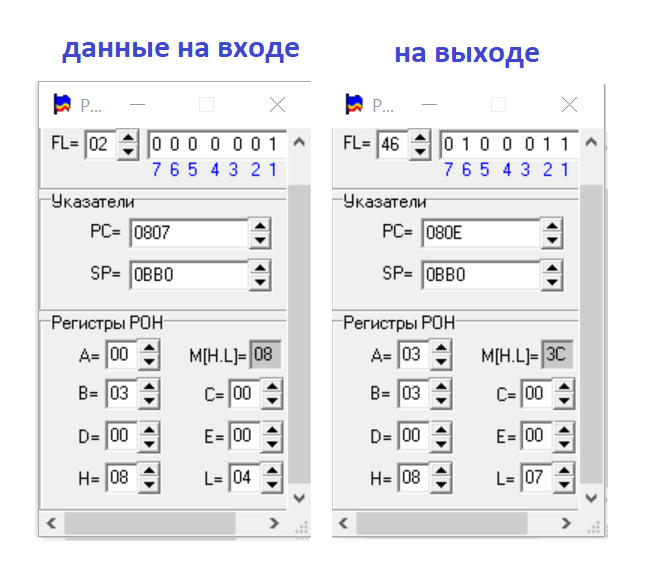 данные на входе
на выходе
P...
FL= 02 0 0 0 0 0 0 1
7 6 5 4 3 2 1
Указатели
PC= 0807
SP= 0BB0
Регистры РОН
A= 00 M[H.L]= 08
B= 03 C= 00
D= 00 E= 00
H= 08 L= 04
P...
FL= 46 0 1 0 0 0 1 1
7 6 5 4 3 2 1
Указатели
PC= 080E
SP= 0BB0
Регистры РОН
A= 03 M[H.L]= 3C
B= 03 C= 00
D= 00 E= 00
H= 08 L= 07